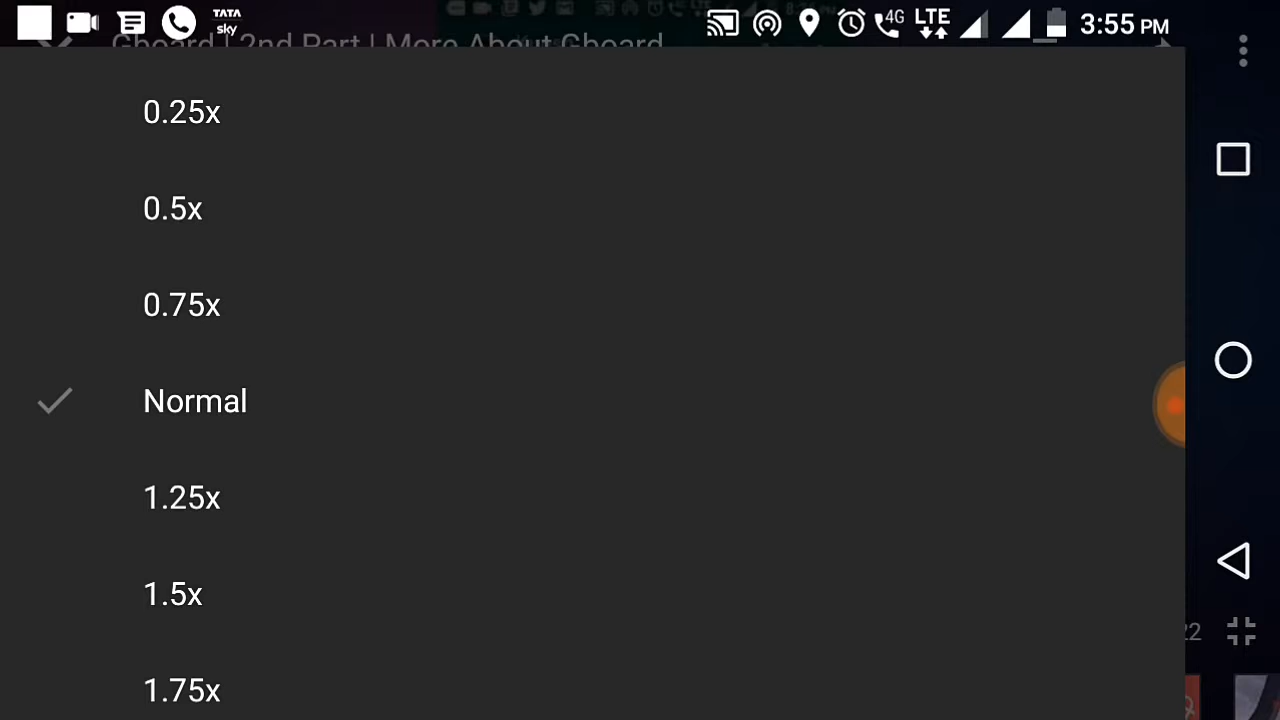 TATA
sky
4G
LTE
3:55 PM
Gboard | 2nd Part | More About Gboard
0.25x
0.5x
0.75x
Normal
1.25x
1.5x
22
1.75x